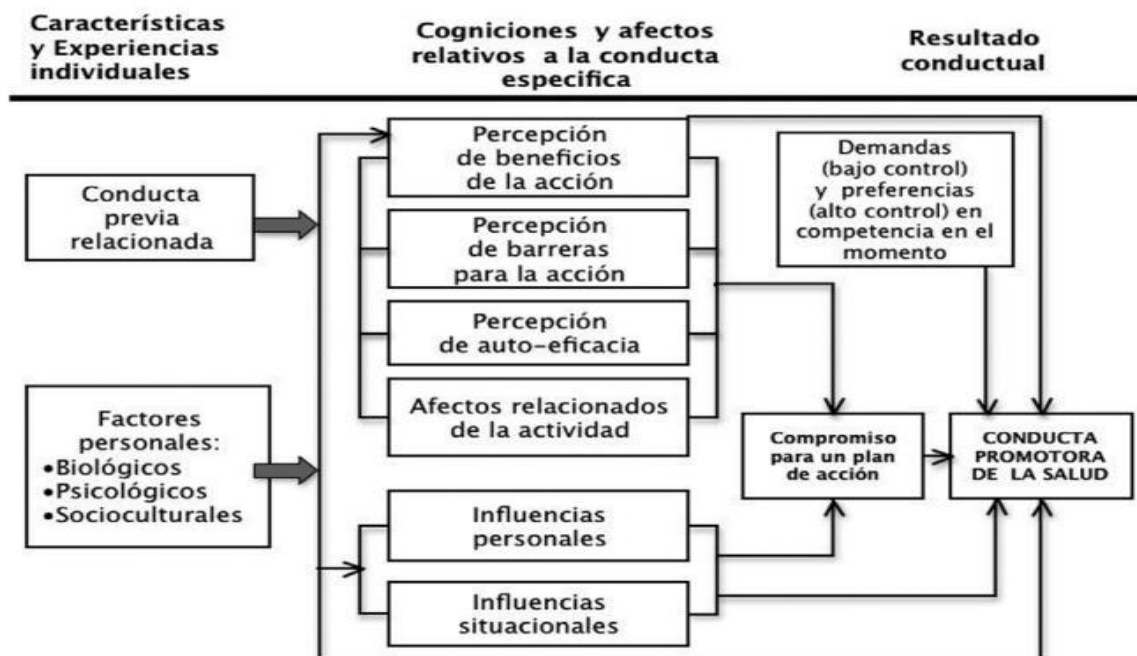 Características
y Experiencias
individuales
Cogniciones y afectos
relativos a la conducta
especifica
Resultado
conductual
Conducta
previa
relacionada
Factores
personales:
•Biológicos
•Psicológicos
•Socioculturales
Percepción
de beneficios
de la acción
Percepción
de barreras
para la acción
Percepción
de auto-eficacia
Afectos relacionados
de la actividad
Influencias
personales
Influencias
situacionales
Demandas
(bajo control)
y preferencias
(alto control) en
competencia en el
momento
Compromiso
para un plan
de acción
CONDUCTA
PROMOTORA
DE LA SALUD